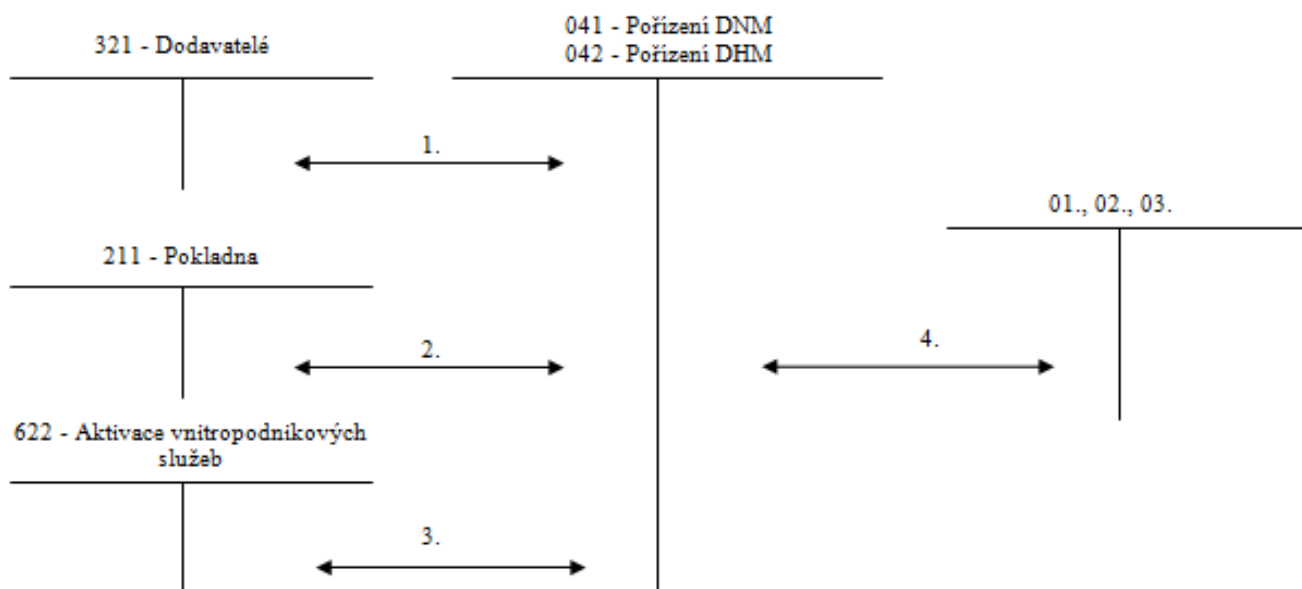 041 - Pořízení DNM
321 - Dodavatelé
042 - Pořízení DHM
1.
01., 02., 03.
211 - Pokladna
2.
4.
622 - Aktivace vnitropodnikových
služeb
3.